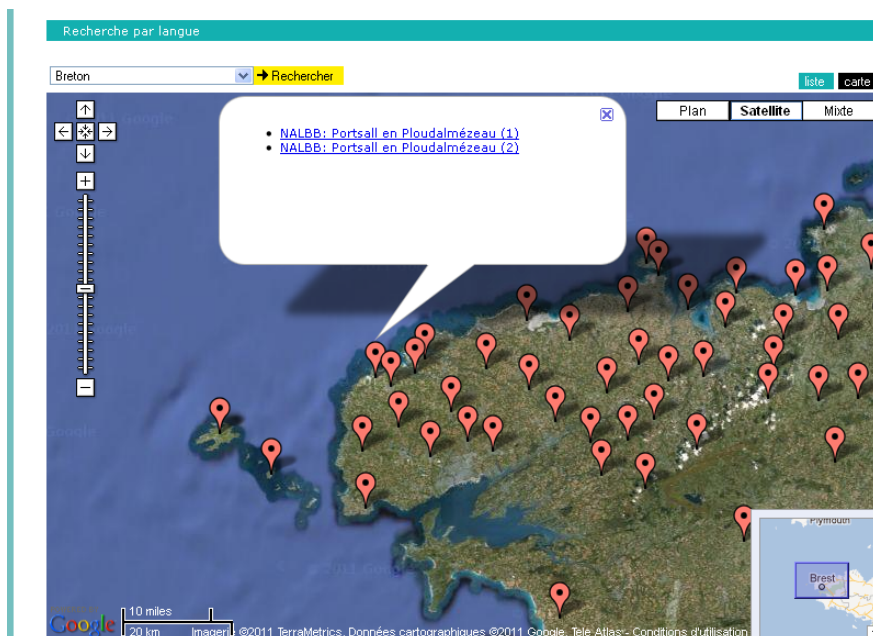 Recherche par langue
Breton
➔ Rechercher
liste carte
NALBB: Portsall en Ploudalmézeau (1)
NALBB: Portsall en Ploudalmézeau (2)
Plan Satellite Mixte
Plymouth
Brest
10 miles
20 km
Google
Imagerie ©2011 TerraMetrics, Données cartographiques ©2011 Google, Tele Atlas - Conditions d'utilisation